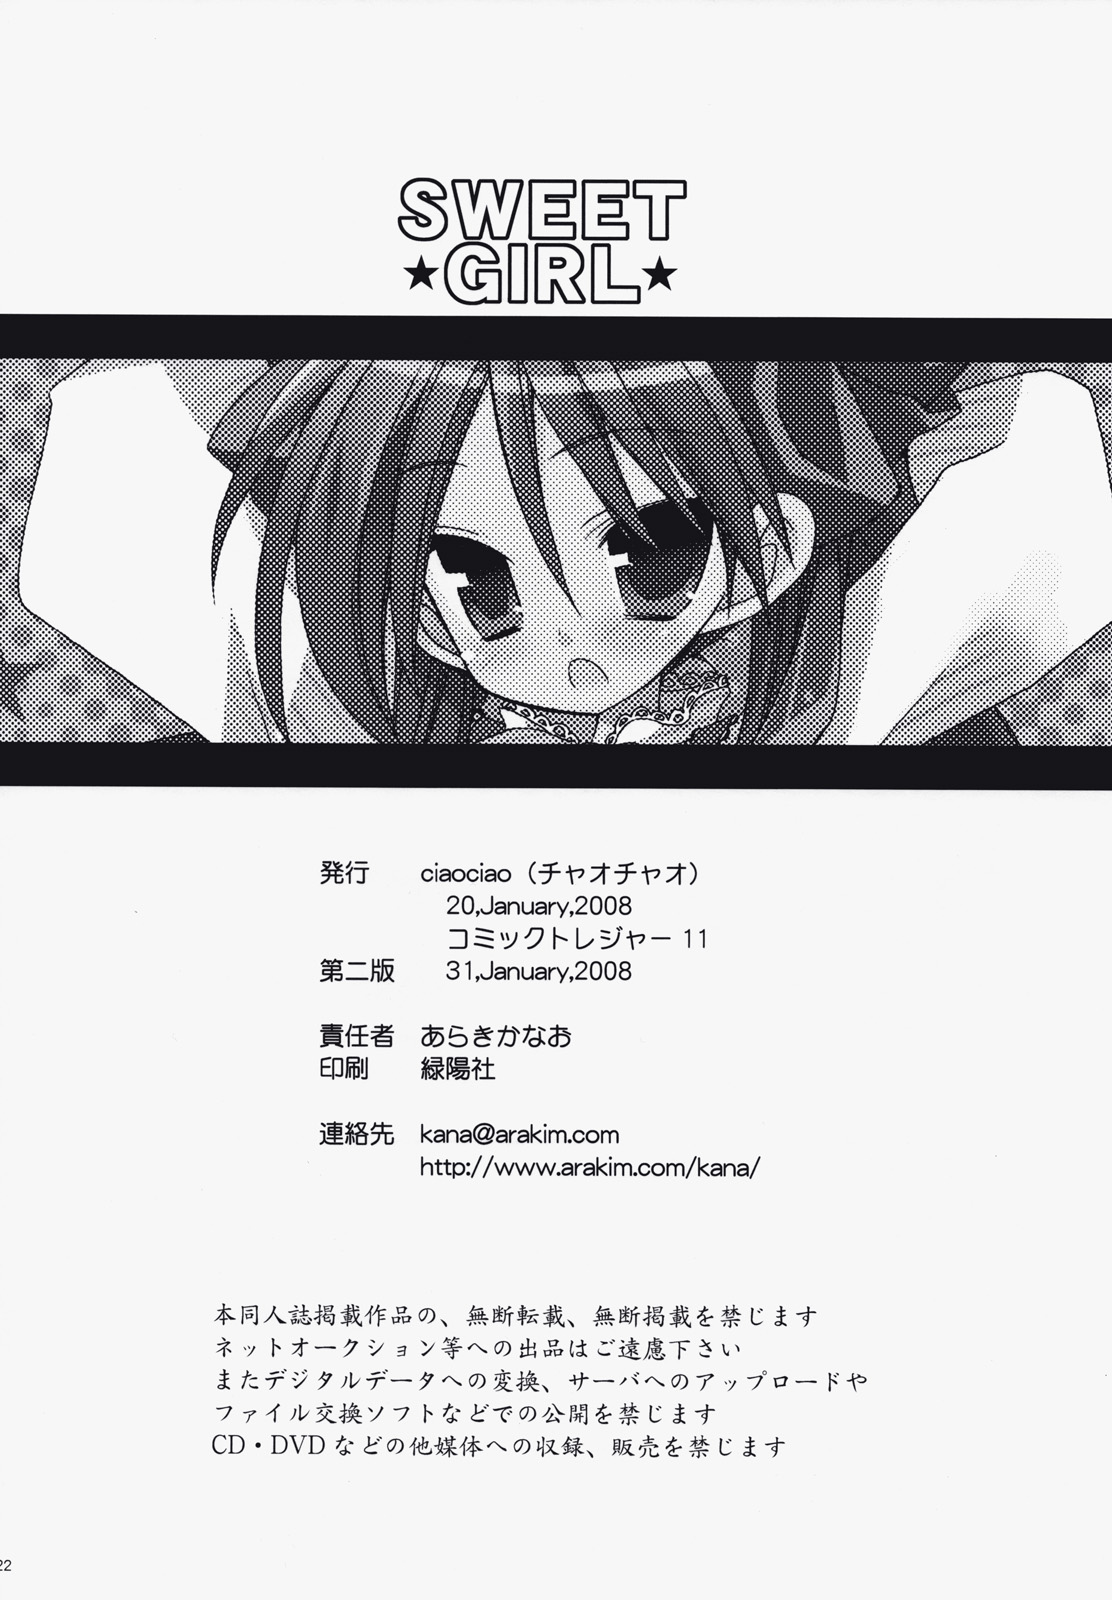 SWEET
★GIRL★
発行 ciaociao（チャオチャオ）
20,January,2008
コミックトレジャー 11
第二版 31,January,2008
責任者 あらきかなお
印刷 緑陽社
連絡先 kana@arakim.com
http://www.arakim.com/kana/
本同人誌掲載作品の、無断転載、無断掲載を禁じます
ネットオークション等への出品はご遠慮下さい
またデジタルデータへの変換、サーバへのアップロードや
ファイル交換ソフトなどでの公開を禁じます
CD・DVDなどの他媒体への収録、販売を禁じます
22